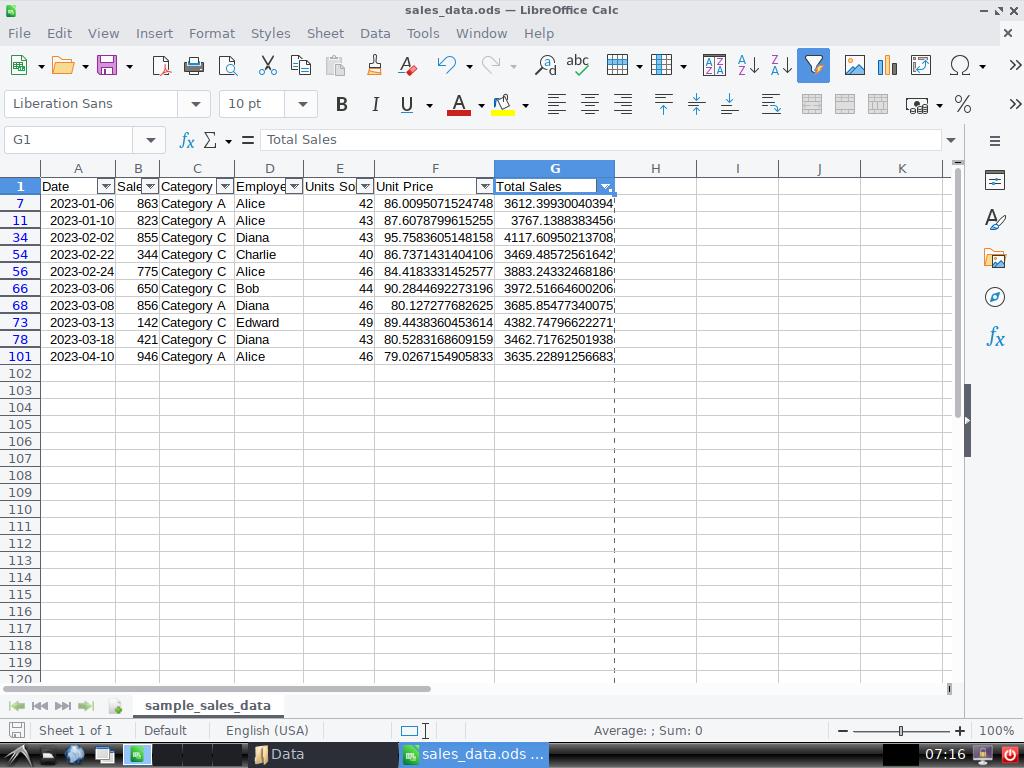 sales_data.ods — LibreOffice Calc
File Edit View Insert Format Styles Sheet Data Tools Window Help
Liberation Sans 10 pt B I U A %
G1 Total Sales
A B C D E F G H I J K
1 Date Sale Category Employe Units So Unit Price Total Sales
7 2023-01-06 863 Category A Alice 42 86.0095071524748 3612.39930040394
11 2023-01-10 823 Category A Alice 43 87.6078799615255 3767.1388383456
34 2023-02-02 855 Category C Diana 43 95.7583605148158 4117.60950213708
54 2023-02-22 344 Category C Charlie 40 86.7371431404106 3469.48572561642
56 2023-02-24 775 Category C Alice 46 84.4183331452577 3883.24332468186
66 2023-03-06 650 Category C Bob 44 90.2844692273196 3972.51664600206
68 2023-03-08 856 Category A Diana 46 80.127277682625 3685.85477340075
73 2023-03-13 142 Category C Edward 49 89.4438360453614 4382.74796622271
78 2023-03-18 421 Category C Diana 43 80.5283168609159 3462.71762501938
101 2023-04-10 946 Category A Alice 46 79.0267154905833 3635.22891256683
102
103
104
105
106
107
108
109
110
111
112
113
114
115
116
117
118
119
120
sample_sales_data
Sheet 1 of 1 Default English (USA) Average: ; Sum: 0 100%
Data sales_data.ods ... 07:16